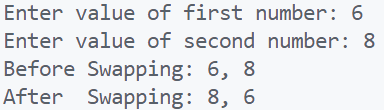 Enter value of first number: 6
Enter value of second number: 8
Before Swapping: 6, 8
After  Swapping: 8, 6